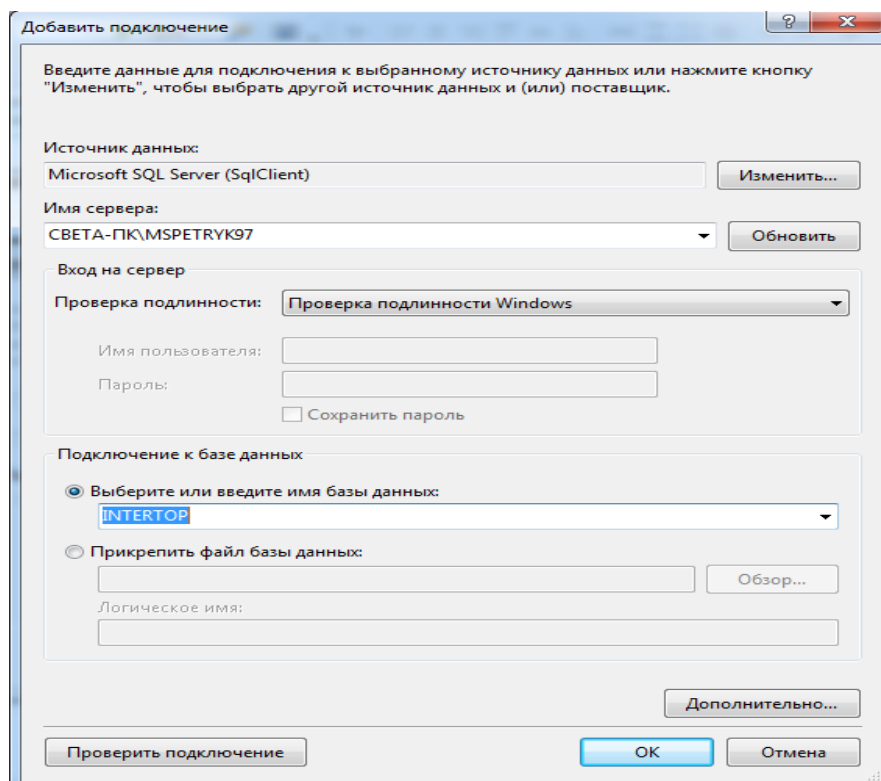 Добавить подключение
Введите данные для подключения к выбранному источнику данных или нажмите кнопку
"Изменить", чтобы выбрать другой источник данных и (или) поставщик.
Источник данных:
Microsoft SQL Server (SqlClient)
Изменить...
Имя сервера:
СВЕТА-ПК\MSPETRYK97
Обновить
Вход на сервер
Проверка подлинности:
Проверка подлинности Windows
Имя пользователя:
Пароль:
Сохранить пароль
Подключение к базе данных
Выберите или введите имя базы данных:
INTERTOP
Прикрепить файл базы данных:
Обзор...
Логическое имя:
Дополнительно...
Проверить подключение
ОК
Отмена